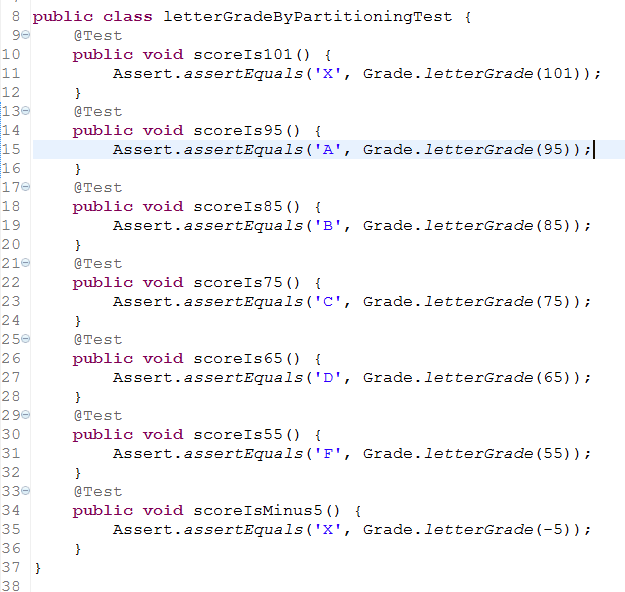 8 public class letterGradeByPartitioningTest {
9 @Test
10 public void scoreIs101() {
11 Assert.assertEquals('X', Grade.letterGrade(101));
12 }
13 @Test
14 public void scoreIs95() {
15 Assert.assertEquals('A', Grade.letterGrade(95));
16 }
17 @Test
18 public void scoreIs85() {
19 Assert.assertEquals('B', Grade.letterGrade(85));
20 }
21 @Test
22 public void scoreIs75() {
23 Assert.assertEquals('C', Grade.letterGrade(75));
24 }
25 @Test
26 public void scoreIs65() {
27 Assert.assertEquals('D', Grade.letterGrade(65));
28 }
29 @Test
30 public void scoreIs55() {
31 Assert.assertEquals('F', Grade.letterGrade(55));
32 }
33 @Test
34 public void scoreIsMinus5() {
35 Assert.assertEquals('X', Grade.letterGrade(-5));
36 }
37 }
38